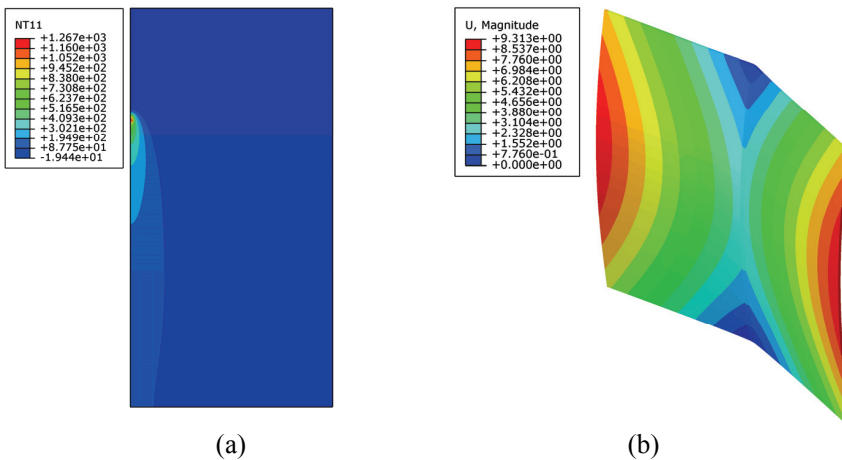 NT11
+1.267e+03
+1.160e+03
+1.052e+03
+9.452e+02
+8.380e+02
+7.308e+02
+6.237e+02
+5.165e+02
+4.093e+02
+3.021e+02
+1.949e+02
+8.775e+01
-1.944e+01
(a)
U, Magnitude
+9.313e+00
+8.537e+00
+7.760e+00
+6.984e+00
+6.208e+00
+5.432e+00
+4.656e+00
+3.880e+00
+3.104e+00
+2.328e+00
+1.552e+00
+7.760e-01
+0.000e+00
(b)